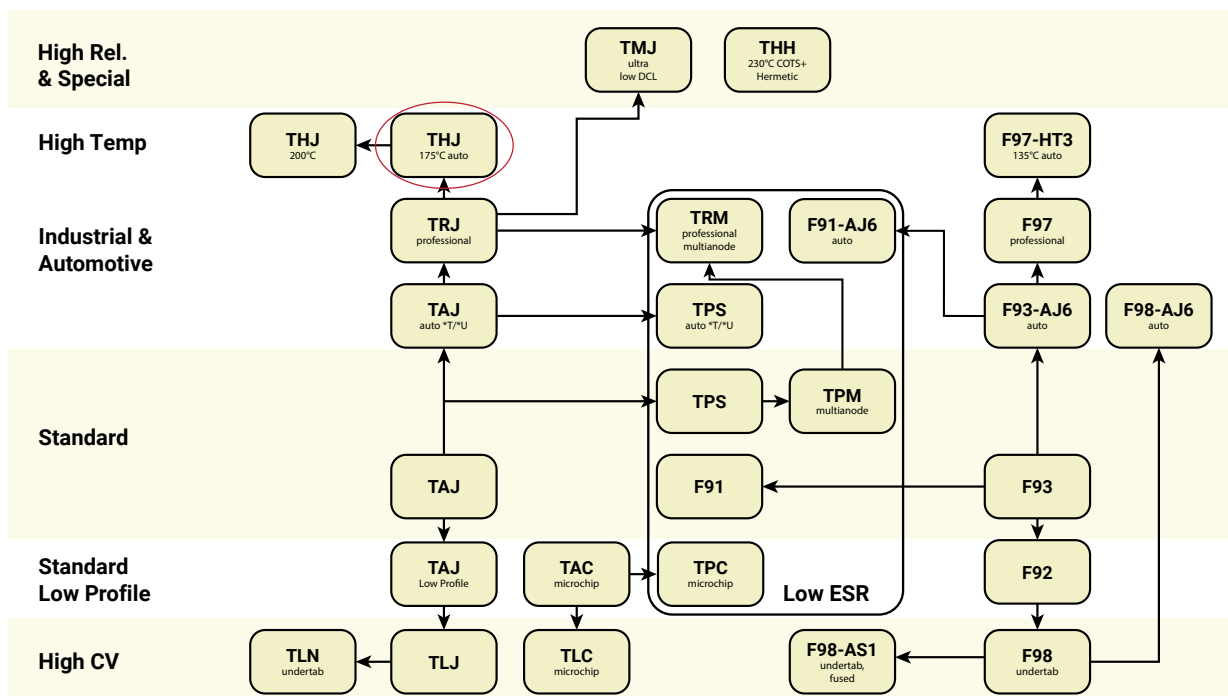 High Rel.
& Special
TMJ
ultra
low DCL
THH
230°C COTS+
Hermetic
High Temp
THJ
200°C
THJ
175°C auto
F97-HT3
135°C auto
Industrial &
Automotive
TRJ
professional
TRM
professional
multianode
F91-AJ6
auto
F97
professional
TAJ
auto *T/*U
TPS
auto *T/*U
F93-AJ6
auto
F98-AJ6
auto
Standard
TPS
TPM
multianode
TAJ
F91
F93
Standard
Low Profile
TAJ
Low Profile
TAC
microchip
TPC
microchip
Low ESR
F92
High CV
TLN
undertab
TLJ
TLC
microchip
F98-AS1
undertab,
fused
F98
undertab